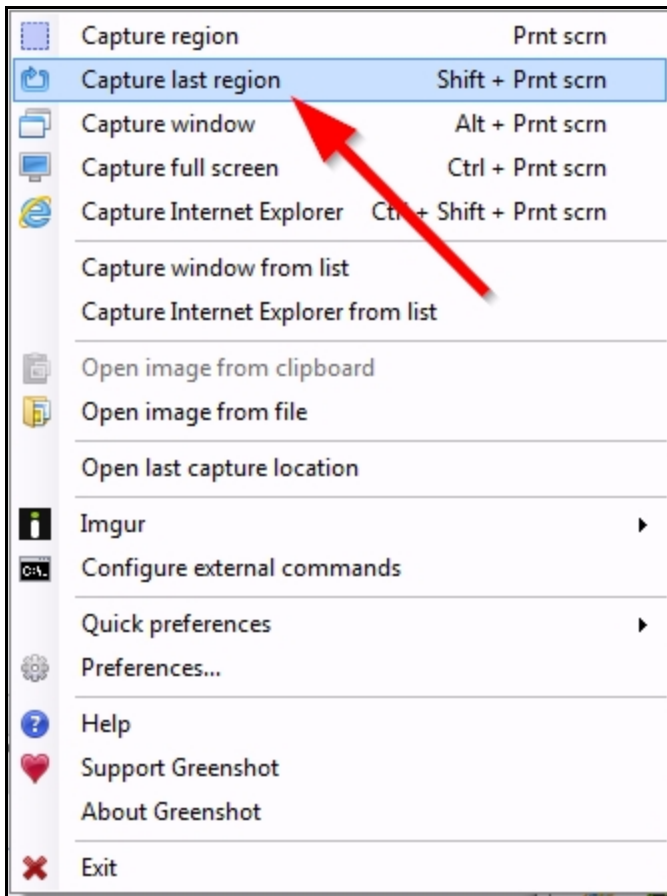 Capture region Prnt scrn
Capture last region Shift + Prnt scrn
Capture window Alt + Prnt scrn
Capture full screen Ctrl + Prnt scrn
Capture Internet Explorer Ctrl + Shift + Prnt scrn
Capture window from list
Capture Internet Explorer from list
Open image from clipboard
Open image from file
Open last capture location
Imgur
Configure external commands
Quick preferences
Preferences...
Help
Support Greenshot
About Greenshot
Exit